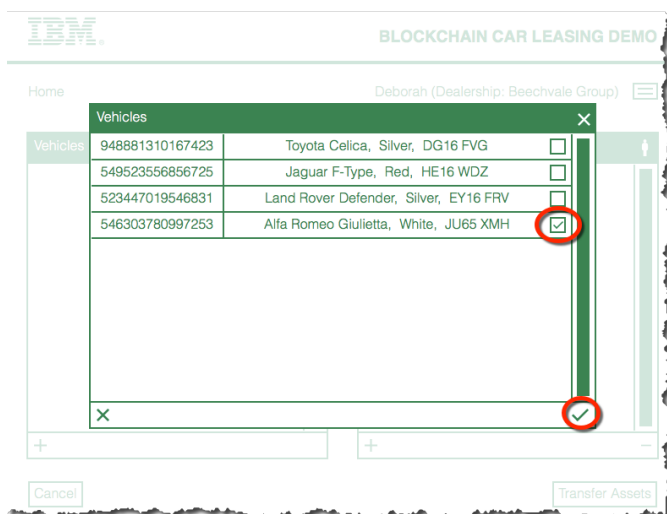 IBM.
BLOCKCHAIN CAR LEASING DEMO
Home
Deborah (Dealership: Beechvale Group)
Vehicles
Vehicles
948881310167423 Toyota Celica, Silver, DG16 FVG
549523556856725 Jaguar F-Type, Red, HE16 WDZ
523447019546831 Land Rover Defender, Silver, EY16 FRV
546303780997253 Alfa Romeo Giulietta, White, JU65 XMH
Cancel
Transfer Assets